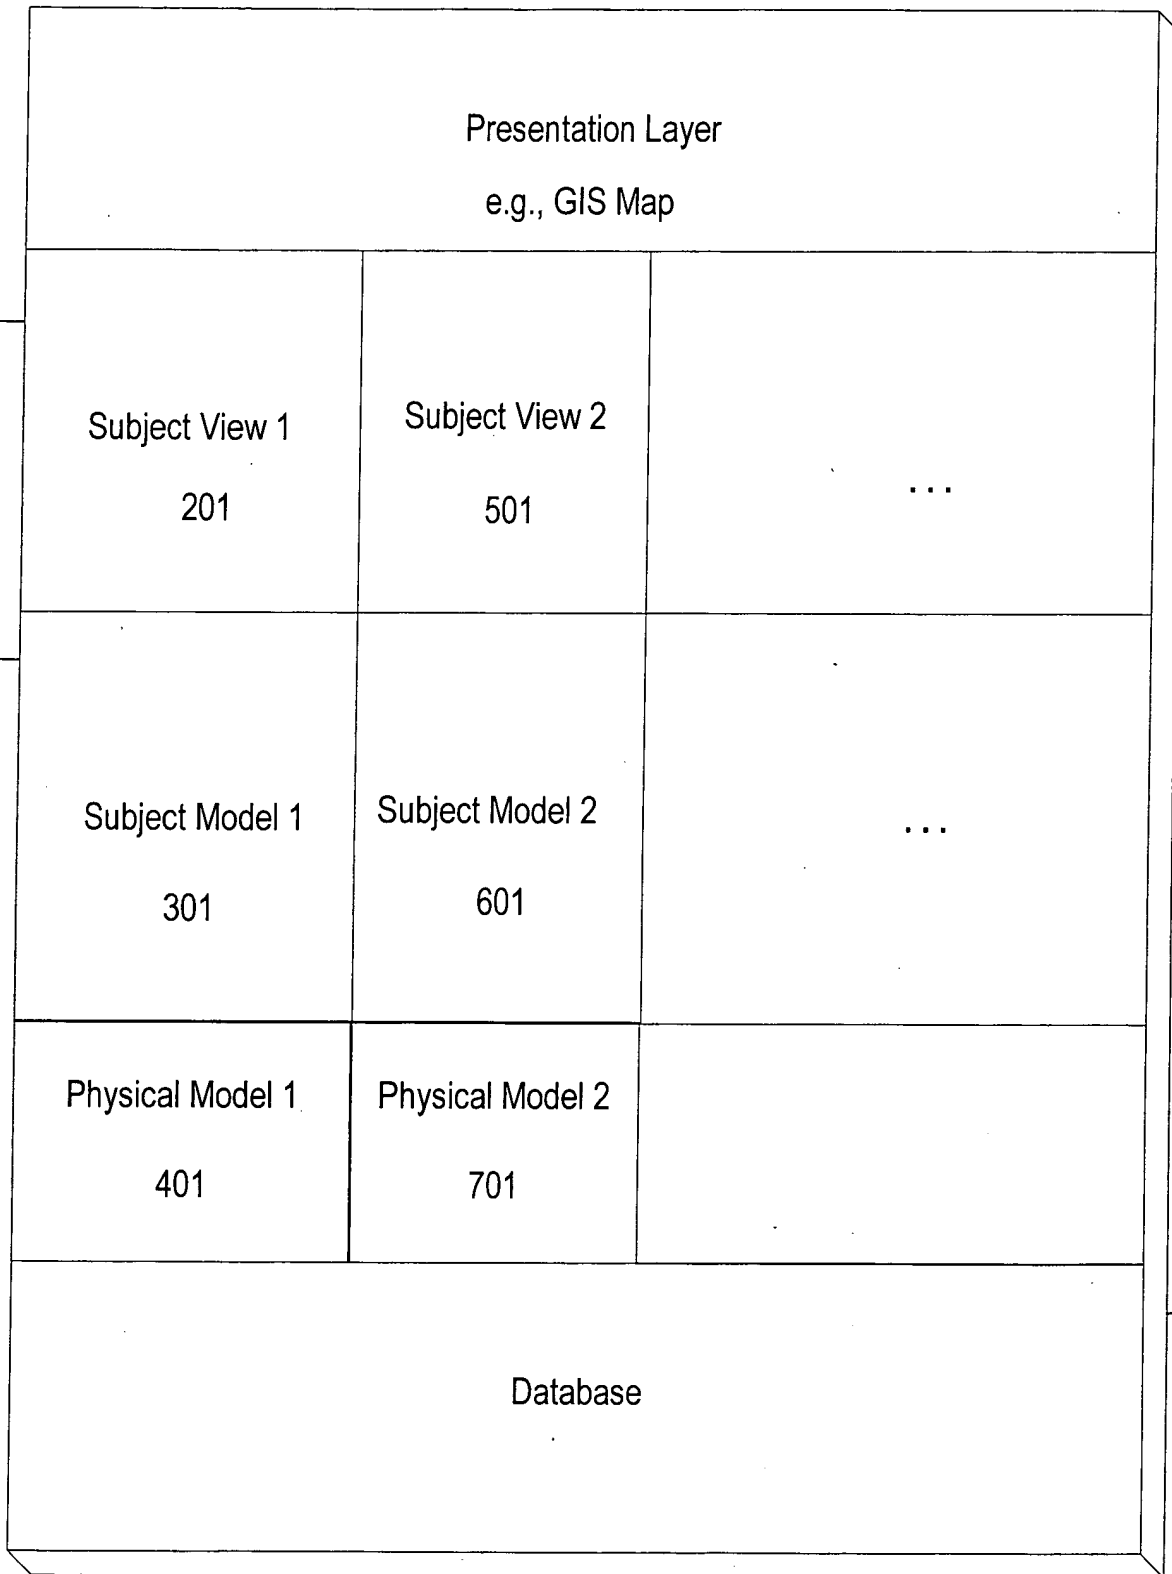 Presentation Layer
e.g., GIS Map
Subject View 1
201
Subject View 2
501
...
Subject Model 1
301
Subject Model 2
601
...
Physical Model 1
401
Physical Model 2
701
Database